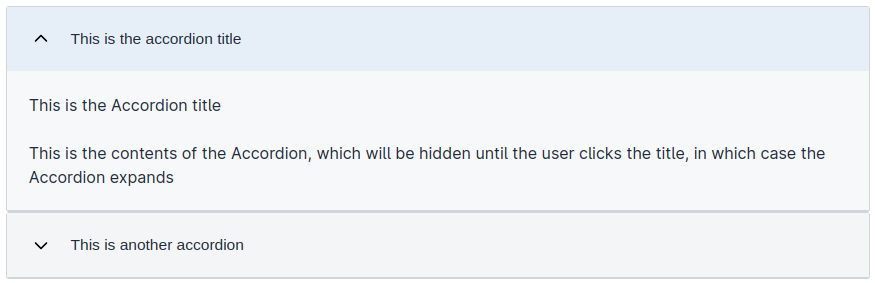 This is the accordion title
This is the Accordion title
This is the contents of the Accordion, which will be hidden until the user clicks the title, in which case the
Accordion expands
This is another accordion